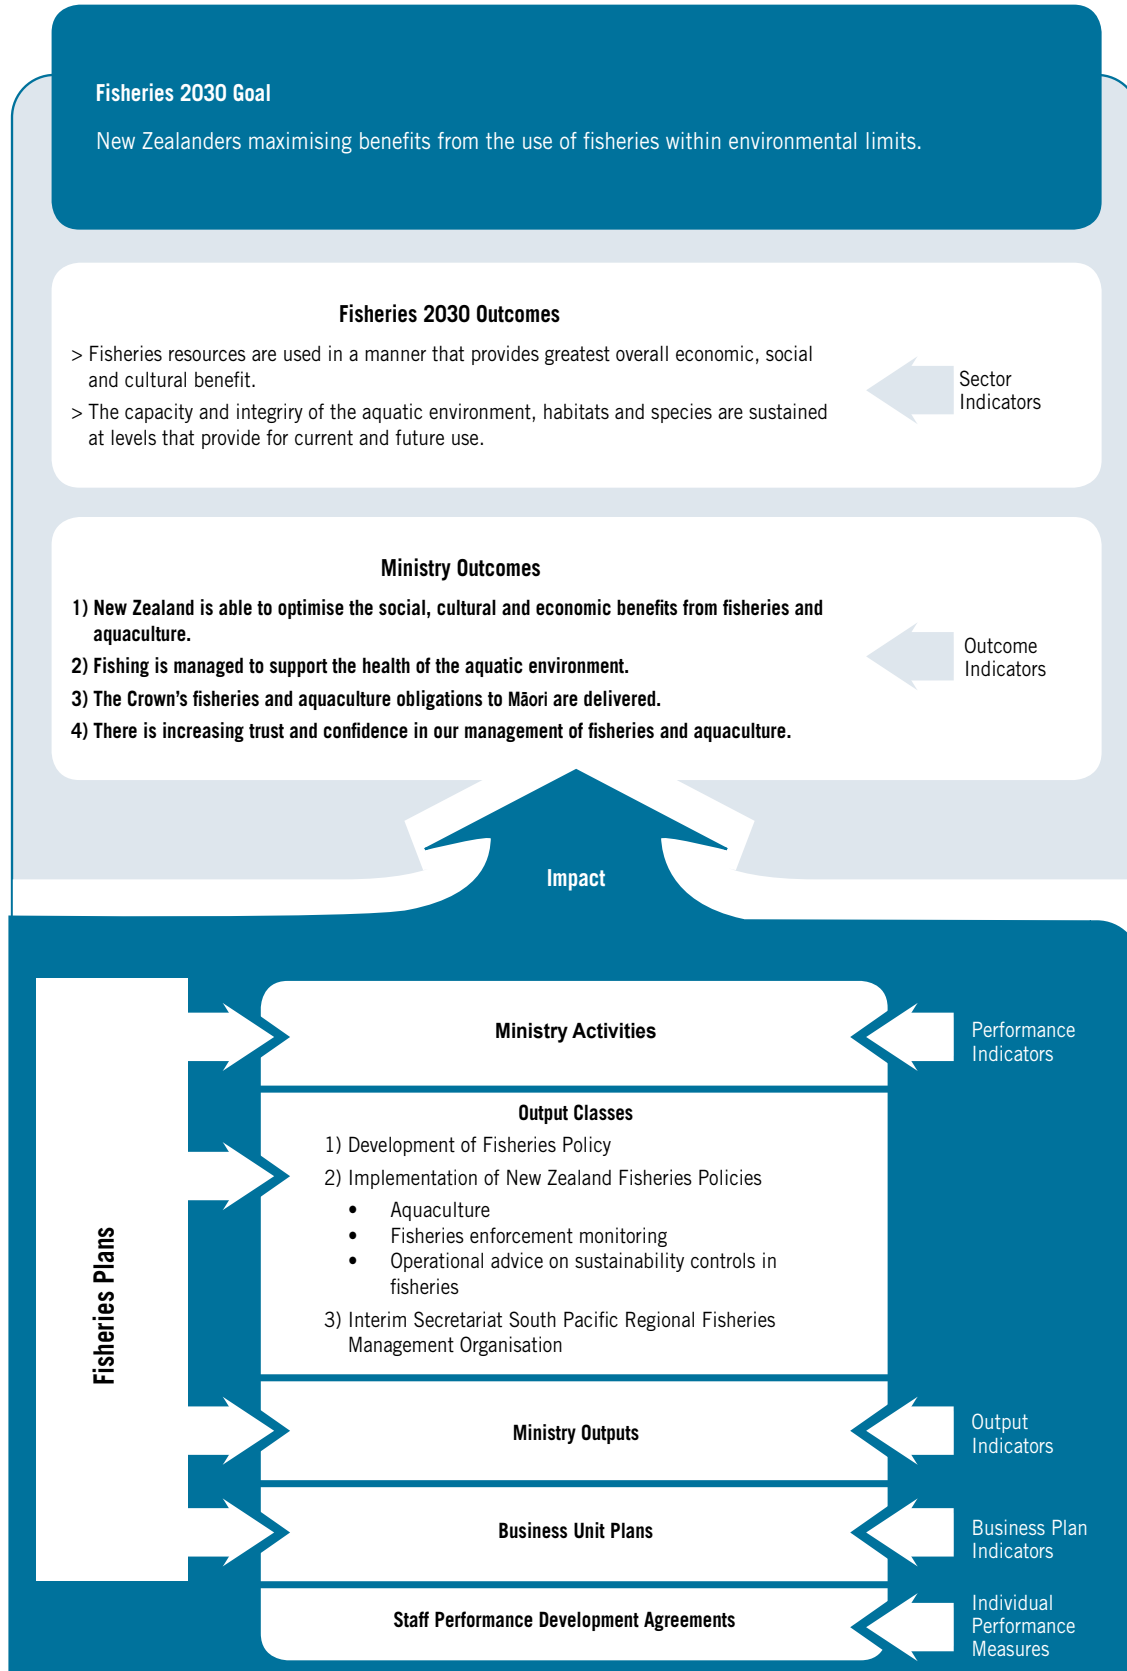 Fisheries 2030 Goal
New Zealanders maximising benefits from the use of fisheries within environmental limits.
Fisheries 2030 Outcomes
> Fisheries resources are used in a manner that provides greatest overall economic, social
and cultural benefit.
> The capacity and integriry of the aquatic environment, habitats and species are sustained
at levels that provide for current and future use.
Sector
Indicators
Ministry Outcomes
1) New Zealand is able to optimise the social, cultural and economic benefits from fisheries and
aquaculture.
2) Fishing is managed to support the health of the aquatic environment.
3) The Crown’s fisheries and aquaculture obligations to Māori are delivered.
4) There is increasing trust and confidence in our management of fisheries and aquaculture.
Outcome
Indicators
Impact
Fisheries Plans
Ministry Activities
Performance
Indicators
Output Classes
1) Development of Fisheries Policy
2) Implementation of New Zealand Fisheries Policies
• Aquaculture
• Fisheries enforcement monitoring
• Operational advice on sustainability controls in
fisheries
3) Interim Secretariat South Pacific Regional Fisheries
Management Organisation
Ministry Outputs
Output
Indicators
Business Unit Plans
Business Plan
Indicators
Staff Performance Development Agreements
Individual
Performance
Measures